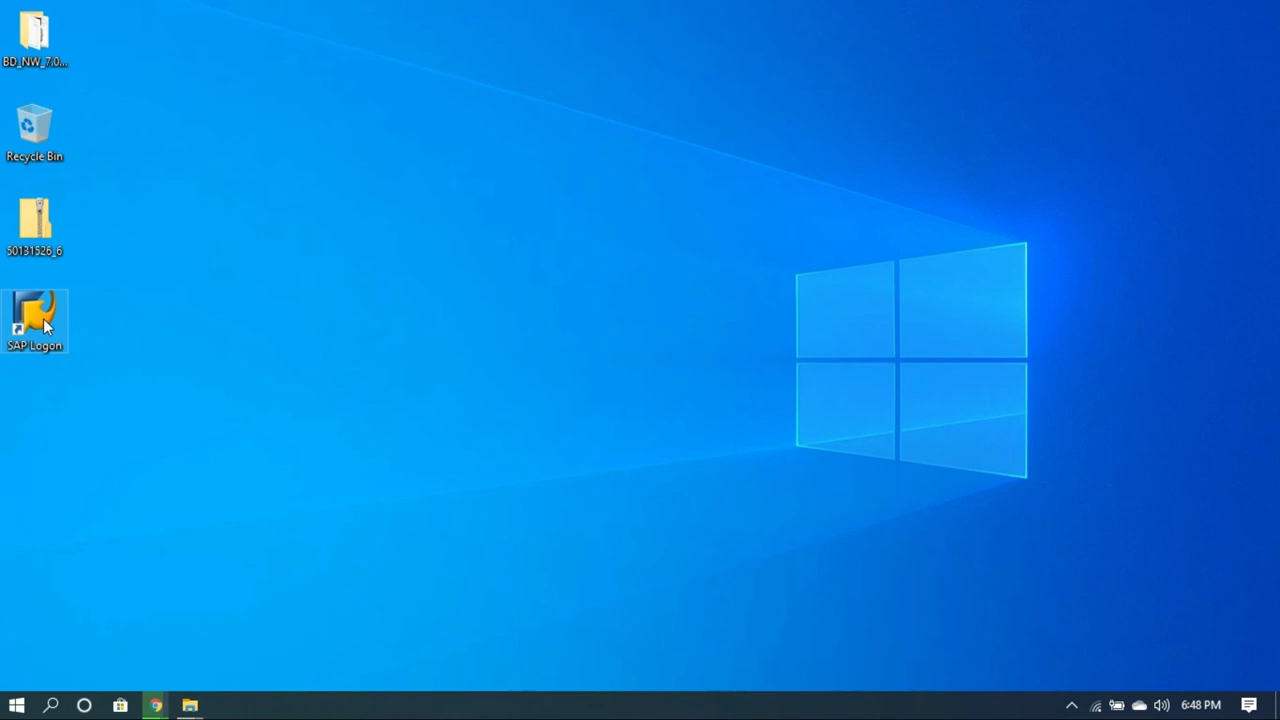 BD_NW_7.0...
Recycle Bin
50131526_6
SAP Logon
6:48 PM